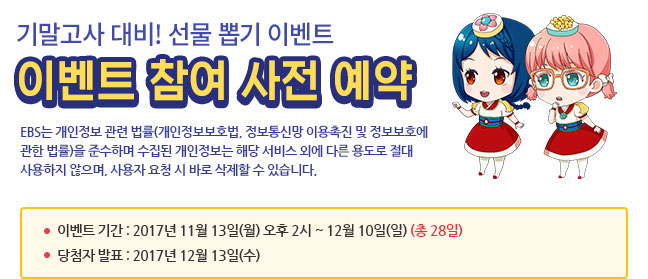 기말고사 대비! 선물 뽑기 이벤트
이벤트 참여 사전 예약
EBS는 개인정보 관련 법률(개인정보보호법, 정보통신망 이용촉진 및 정보보호에
관한 법률)을 준수하며 수집된 개인정보는 해당 서비스 외에 다른 용도로 절대
사용하지 않으며, 사용자 요청 시 바로 삭제할 수 있습니다.
• 이벤트 기간 : 2017년 11월 13일(월) 오후 2시 ~ 12월 10일(일) (총 28일)
• 당첨자 발표 : 2017년 12월 13일(수)